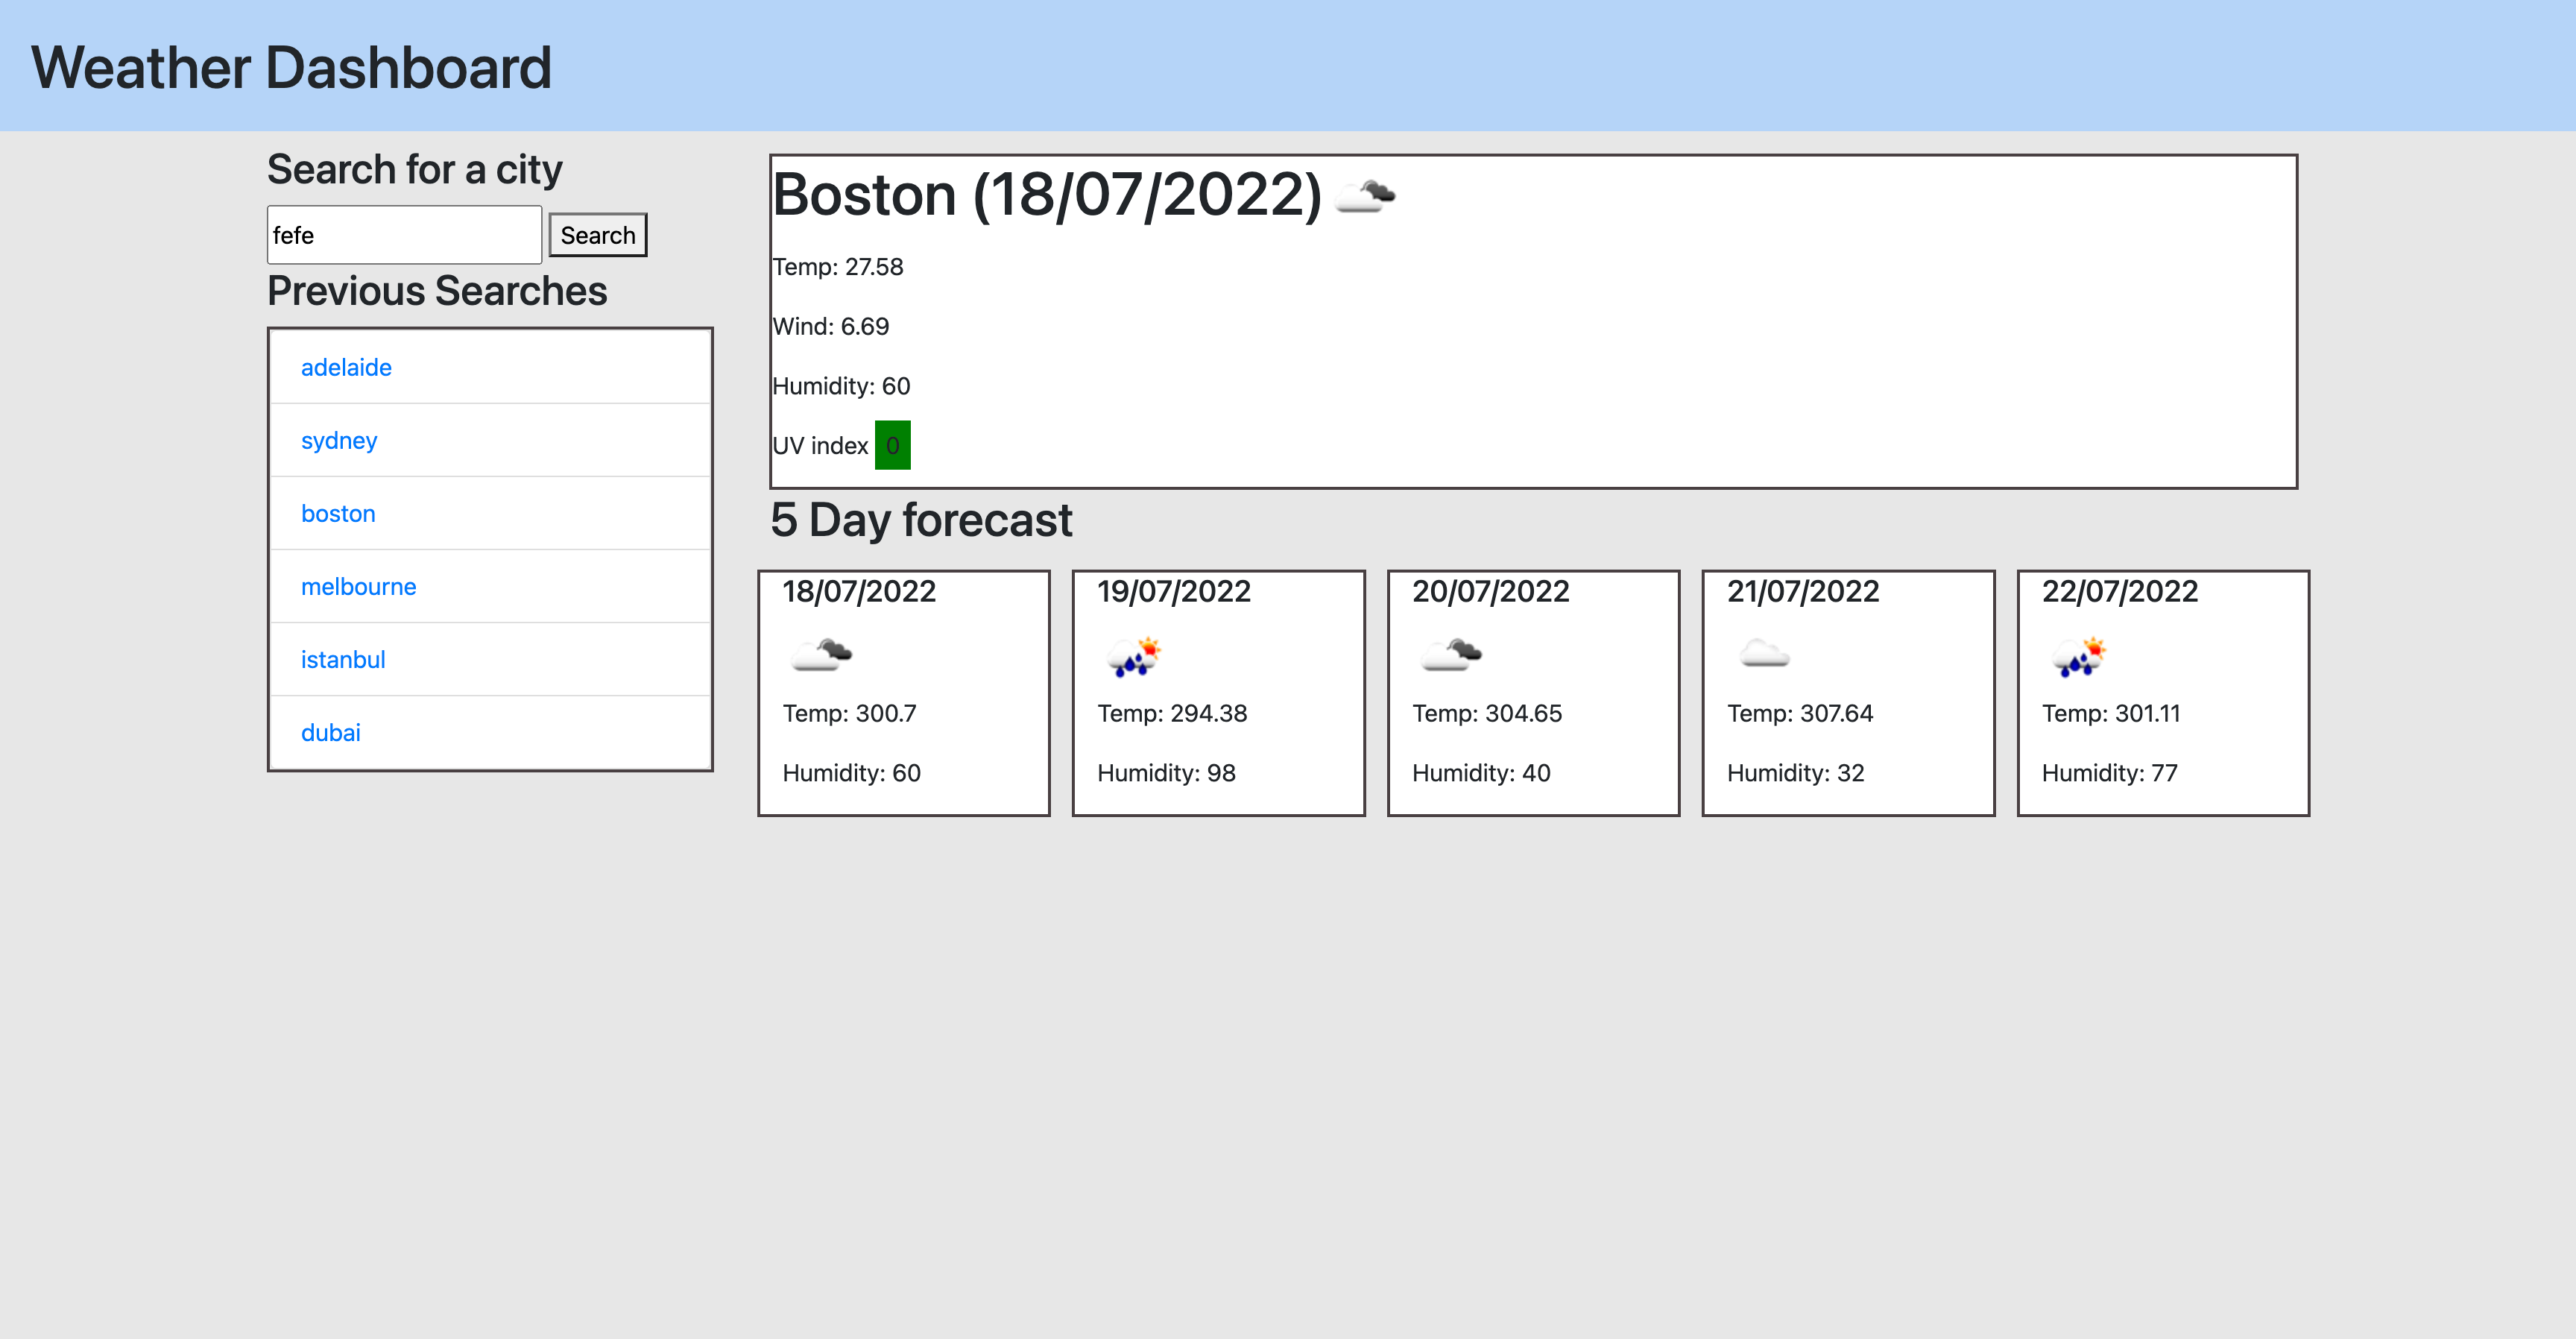 Weather Dashboard
Search for a city
fefe
Search
Previous Searches
adelaide
sydney
boston
melbourne
istanbul
dubai
Boston (18/07/2022)
Temp: 27.58
Wind: 6.69
Humidity: 60
UV index 0
5 Day forecast
18/07/2022
Temp: 300.7
Humidity: 60
19/07/2022
Temp: 294.38
Humidity: 98
20/07/2022
Temp: 304.65
Humidity: 40
21/07/2022
Temp: 307.64
Humidity: 32
22/07/2022
Temp: 301.11
Humidity: 77